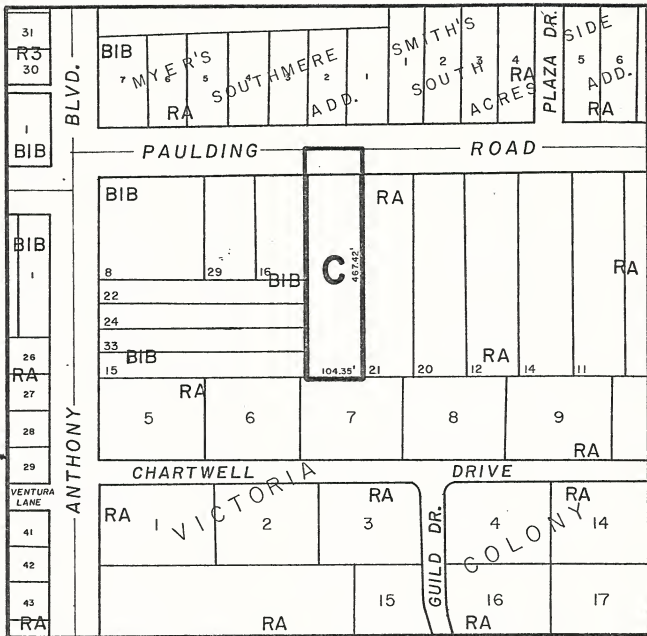 31
R3
30
1
BIB
BLVD.
BIB
7
MYER'S
6
5
4
3
2
1
SOUTHMERE
ADD.
RA
SMITH'S
1
2
3
4
SOUTH
ACRES
RA
PLAZA DR.
SIDE
5
6
ADD.
RA
PAULDING ROAD
BIB
1
BIB
8
29
16
BIB
22
24
33
BIB
15
C
467.42'
104.35'
RA
21
20
12
RA
14
11
RA
26
RA
27
28
29
VENTURA
LANE
41
42
43
RA
ANTHONY
RA
5
6
7
8
9
RA
CHARTWELL DRIVE
VICTORIA
COLONY
RA
1
2
3
RA
GUILD DR.
4
14
RA
15
16
17
RA
RA